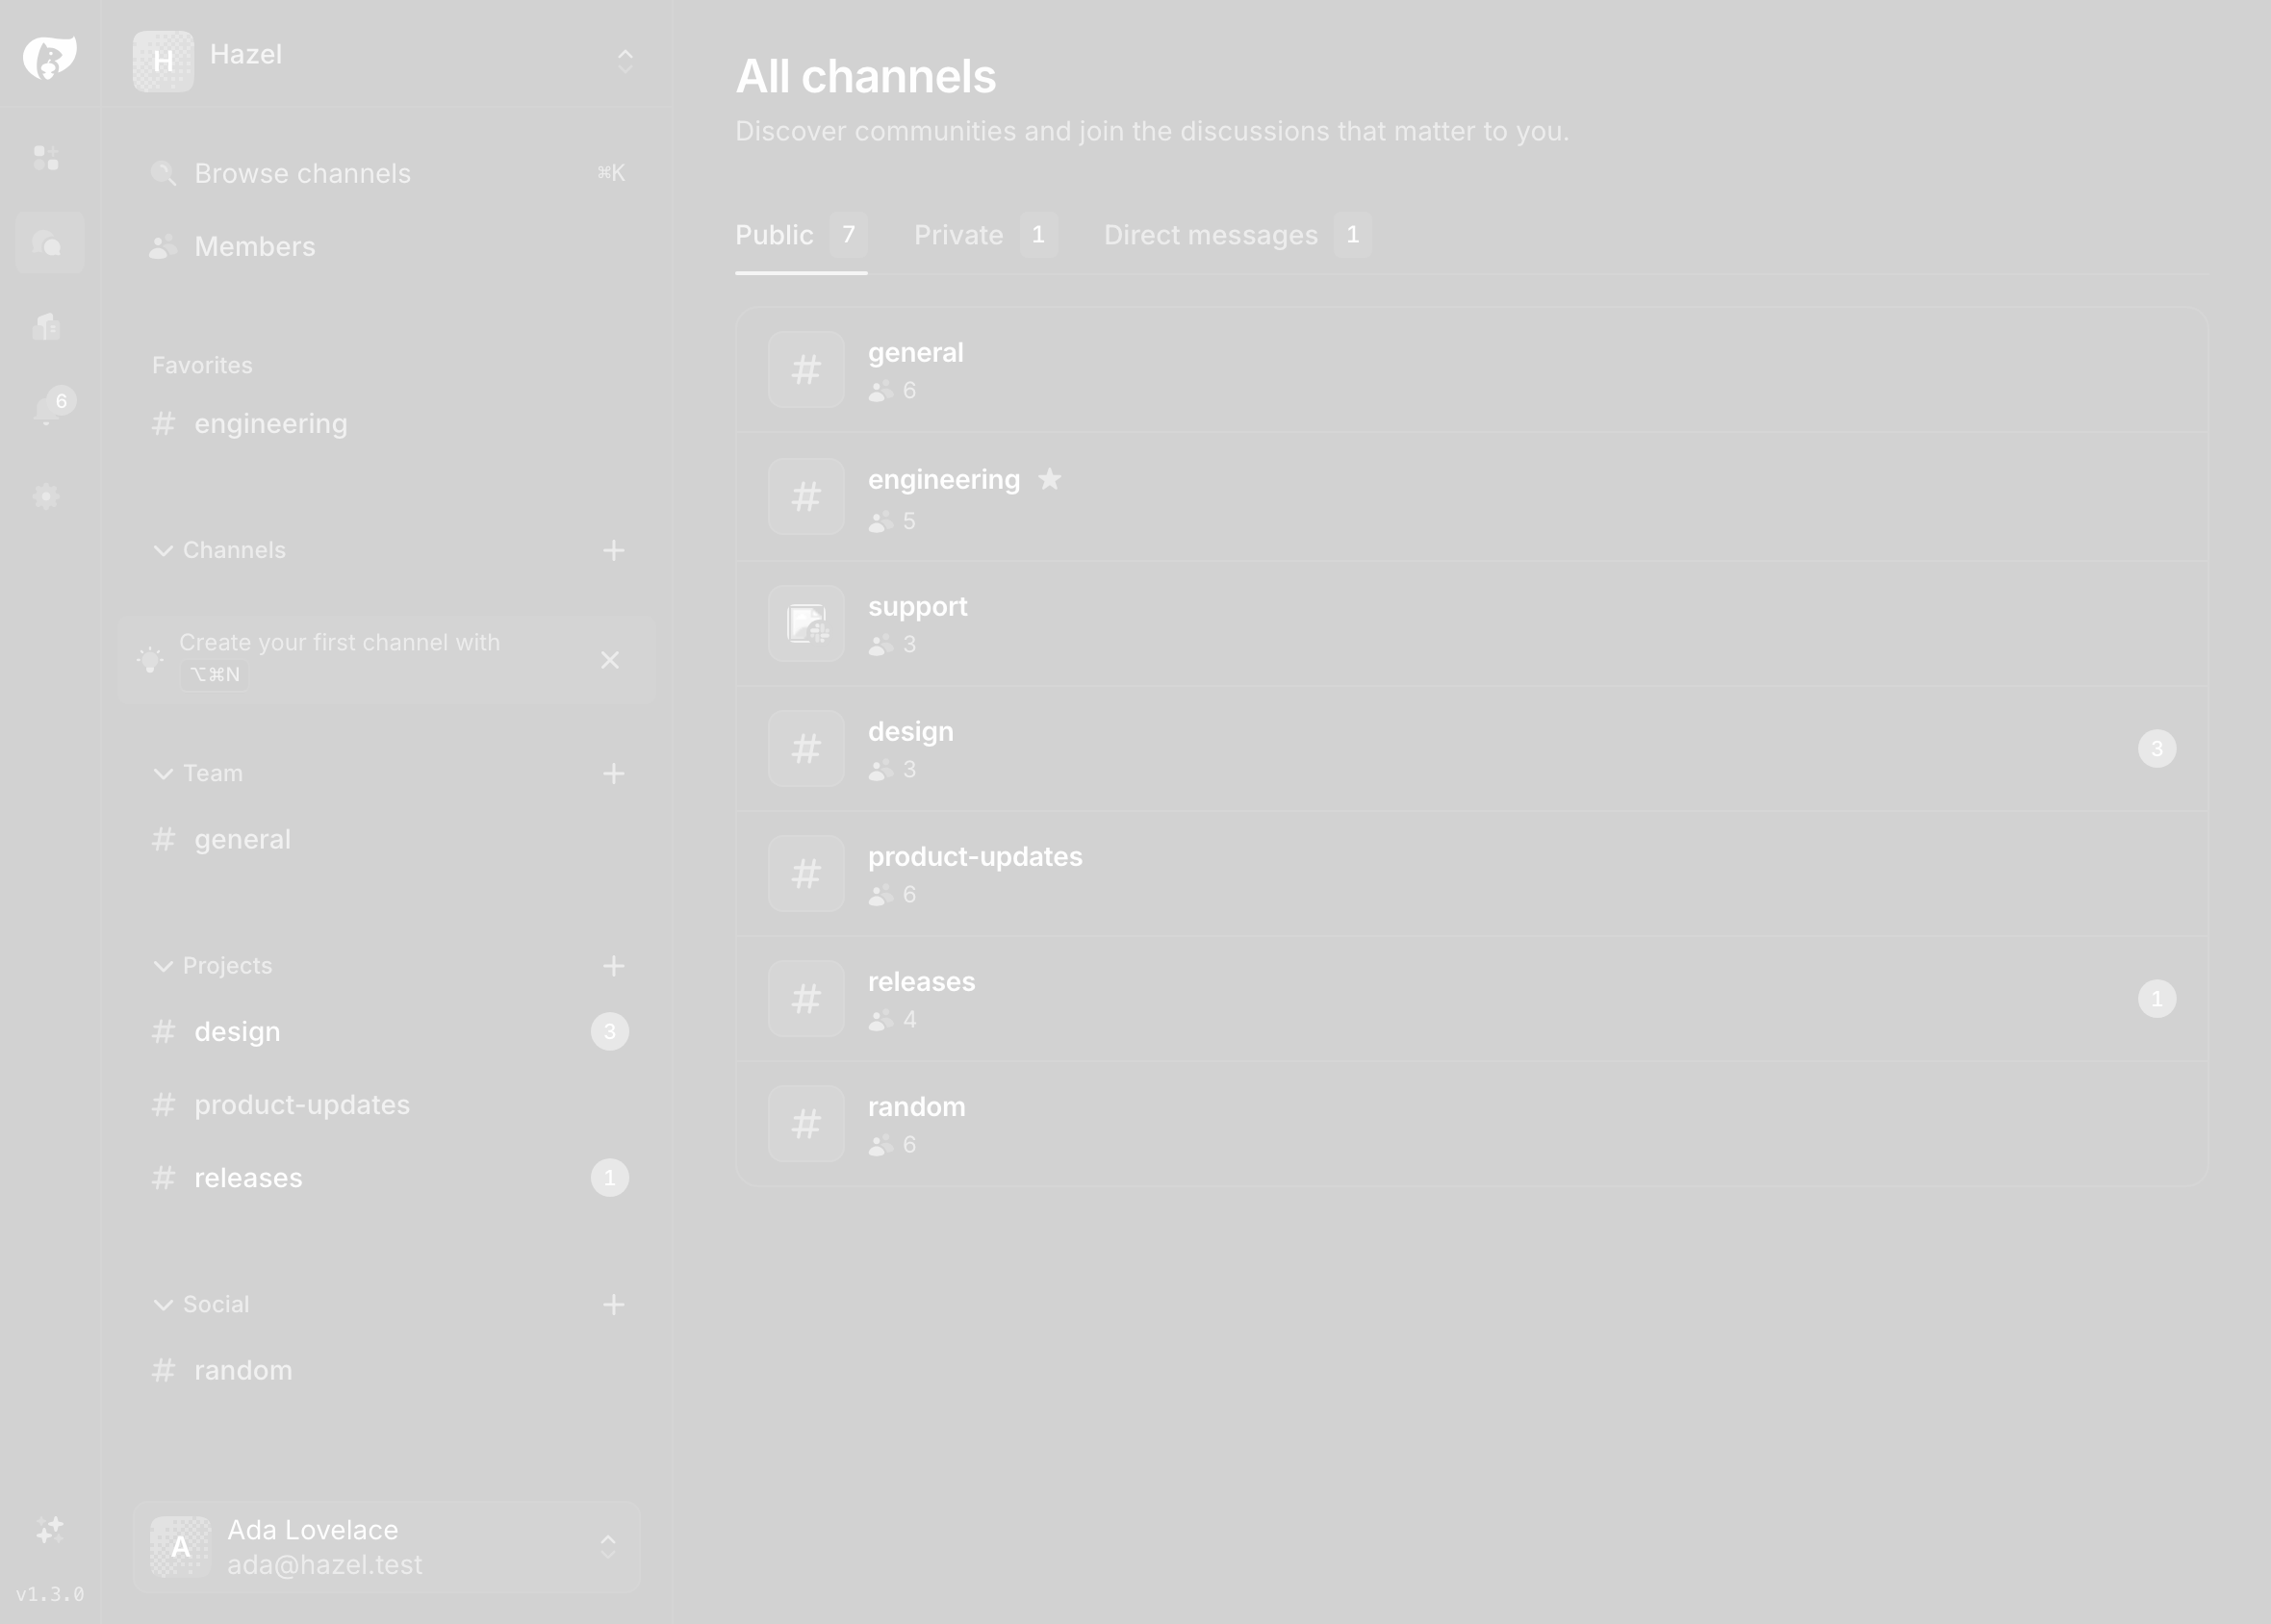 H
Hazel
Browse channels
⌘K
Members
Favorites
engineering
Channels
Create your first channel with
⌥⌘N
Team
general
Projects
design
3
product-updates
releases
1
Social
random
A
Ada Lovelace
ada@hazel.test
6
v1.3.0
All channels
Discover communities and join the discussions that matter to you.
Public 7
Private 1
Direct messages 1
general
6
engineering
5
support
3
design
3
3
product-updates
6
releases
4
1
random
6